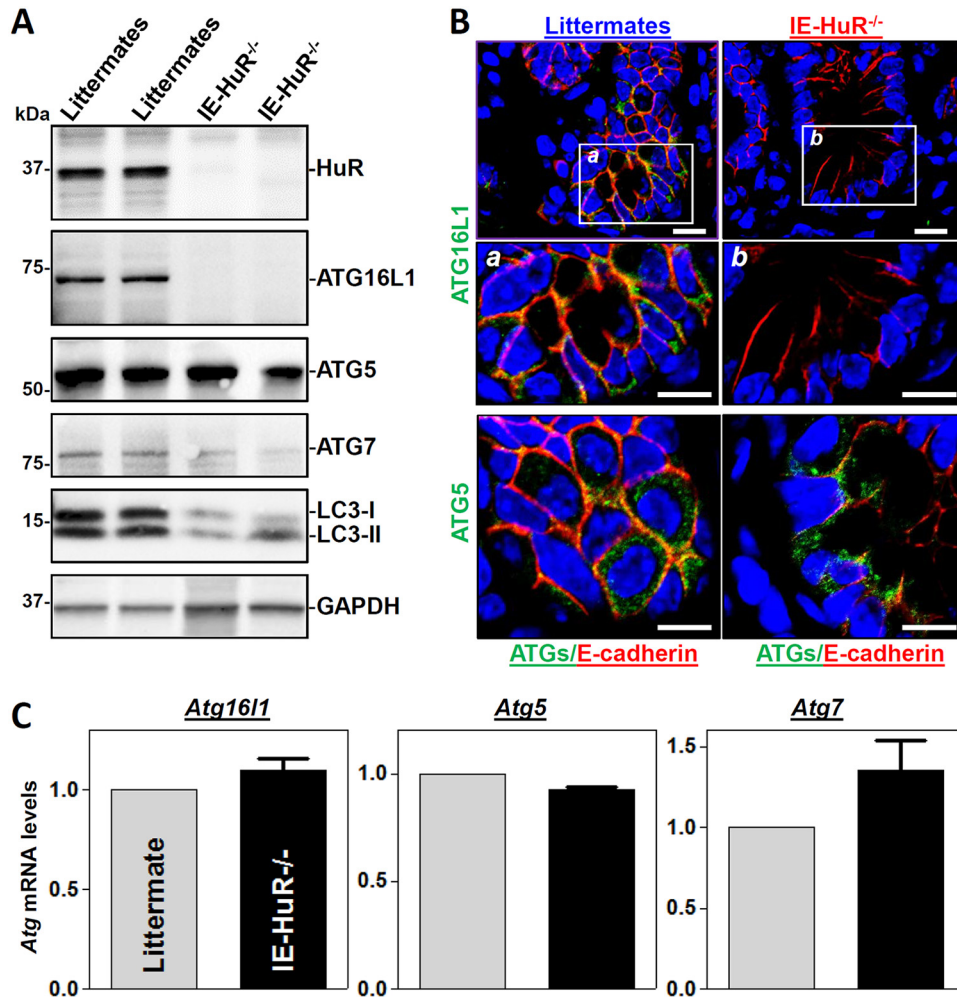 A
Littermates
Littermates
IE-HuR-/-
IE-HuR-/-
kDa
37-
-HuR
75-
-ATG16L1
-ATG5
50-
-ATG7
75-
-LC3-I
15-
-LC3-II
37-
-GAPDH
B
Littermates
IE-HuR-/-
ATG16L1
a
b
a
b
ATG5
ATGs/E-cadherin
ATGs/E-cadherin
C
Atg16l1
Atg5
Atg7
Atg mRNA levels
1.0
0.5
0.0
Littermate
IE-HuR-/-
1.0
0.5
0.0
1.5
1.0
0.5
0.0